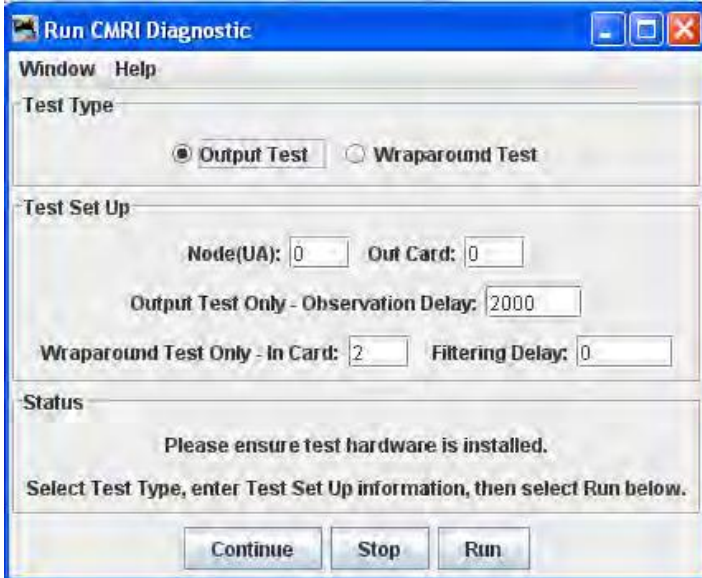 Run CMRI Diagnostic
Window Help
Test Type
Output Test Wraparound Test
Test Set Up
Node(UA): 0 Out Card: 0
Output Test Only - Observation Delay: 2000
Wraparound Test Only - In Card: 2 Filtering Delay: 0
Status
Please ensure test hardware is installed.
Select Test Type, enter Test Set Up information, then select Run below.
Continue Stop Run